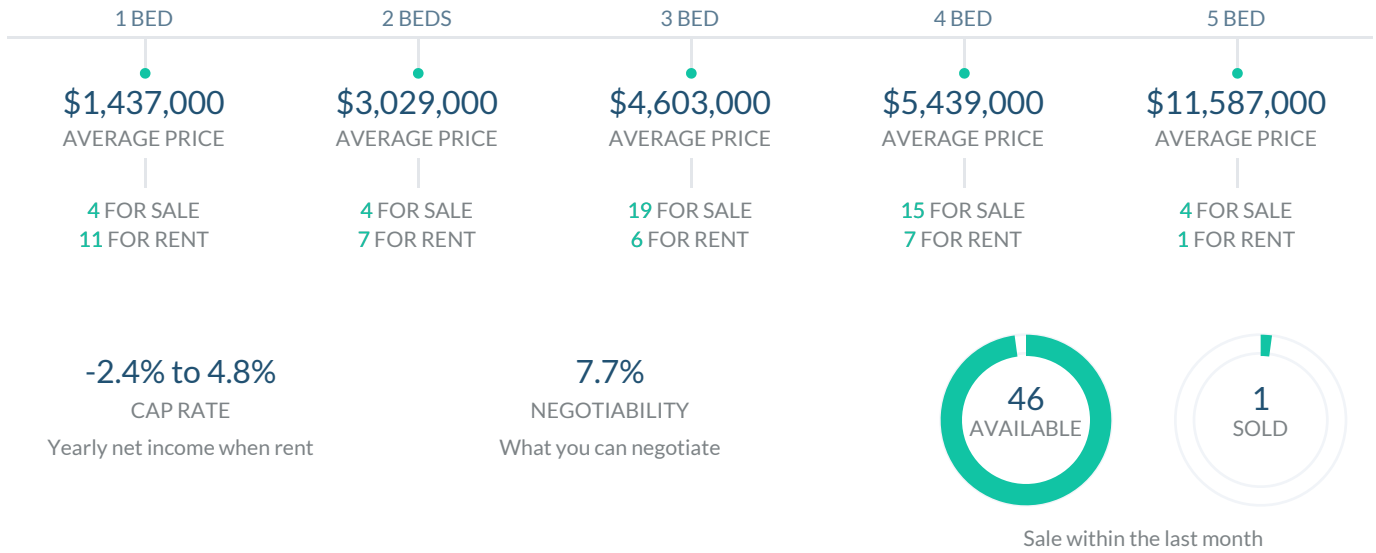 1 BED
$1,437,000
AVERAGE PRICE
4 FOR SALE
11 FOR RENT
2 BEDS
$3,029,000
AVERAGE PRICE
4 FOR SALE
7 FOR RENT
3 BED
$4,603,000
AVERAGE PRICE
19 FOR SALE
6 FOR RENT
4 BED
$5,439,000
AVERAGE PRICE
15 FOR SALE
7 FOR RENT
5 BED
$11,587,000
AVERAGE PRICE
4 FOR SALE
1 FOR RENT
-2.4% to 4.8%
CAP RATE
Yearly net income when rent
7.7%
NEGOTIABILITY
What you can negotiate
46
AVAILABLE
1
SOLD
Sale within the last month